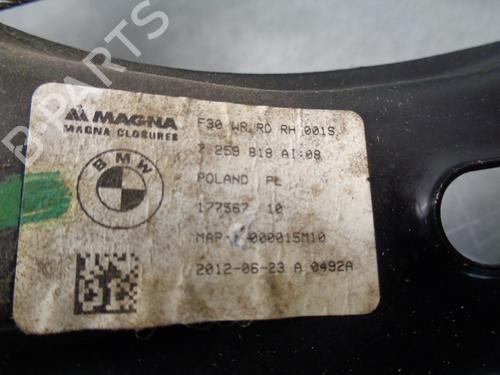 B-PARTS
MAGNA
MAGNA CLOSURES
BMW
F30 WR RD RH 001S
7 259 818 AI:08
POLAND PL
177567 10
MAP 000015M10
2012-06-23 A 0492A